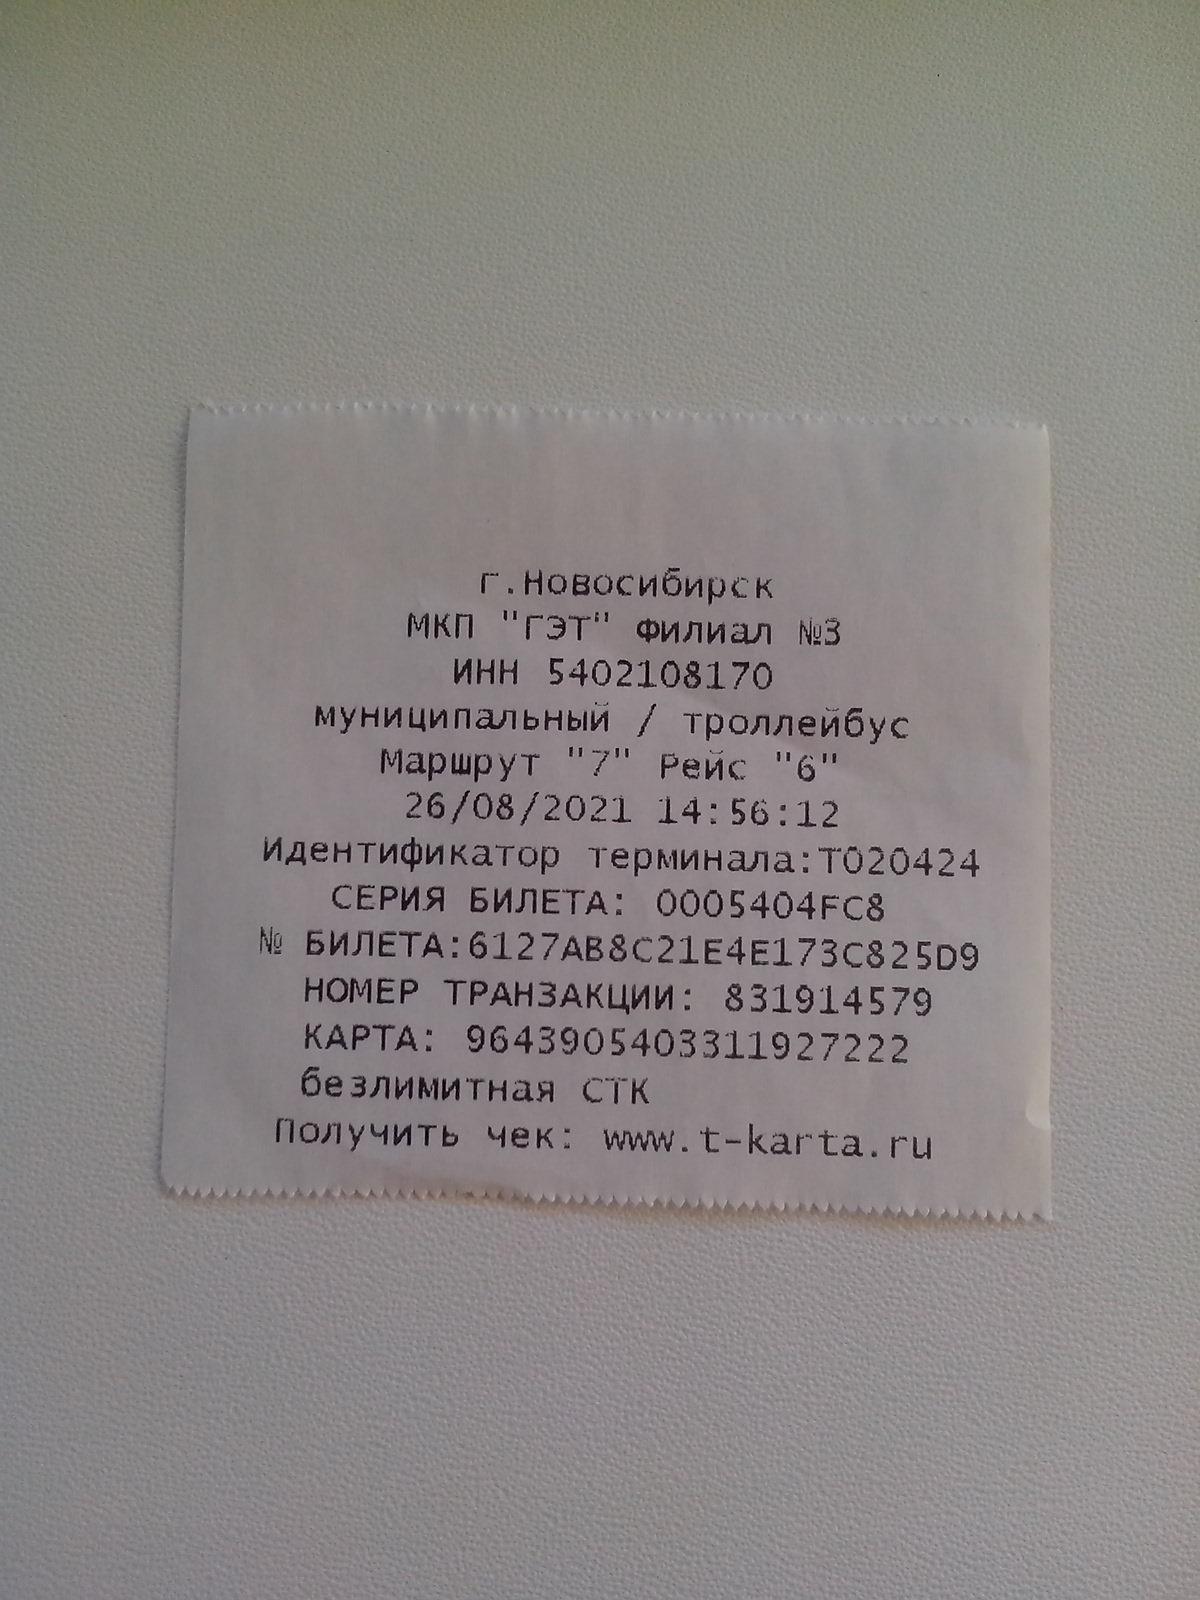 г.Новосибирск
МКП "ГЭТ" Филиал №3
ИНН 5402108170
муниципальный / троллейбус
Маршрут "7" Рейс "6"
26/08/2021 14:56:12
Идентификатор терминала:T020424
СЕРИЯ БИЛЕТА: 0005404FC8
№ БИЛЕТА:6127AB8C21E4E173C825D9
НОМЕР ТРАНЗАКЦИИ: 831914579
КАРТА: 9643905403311927222
безлимитная СТК
Получить чек: www.t-karta.ru